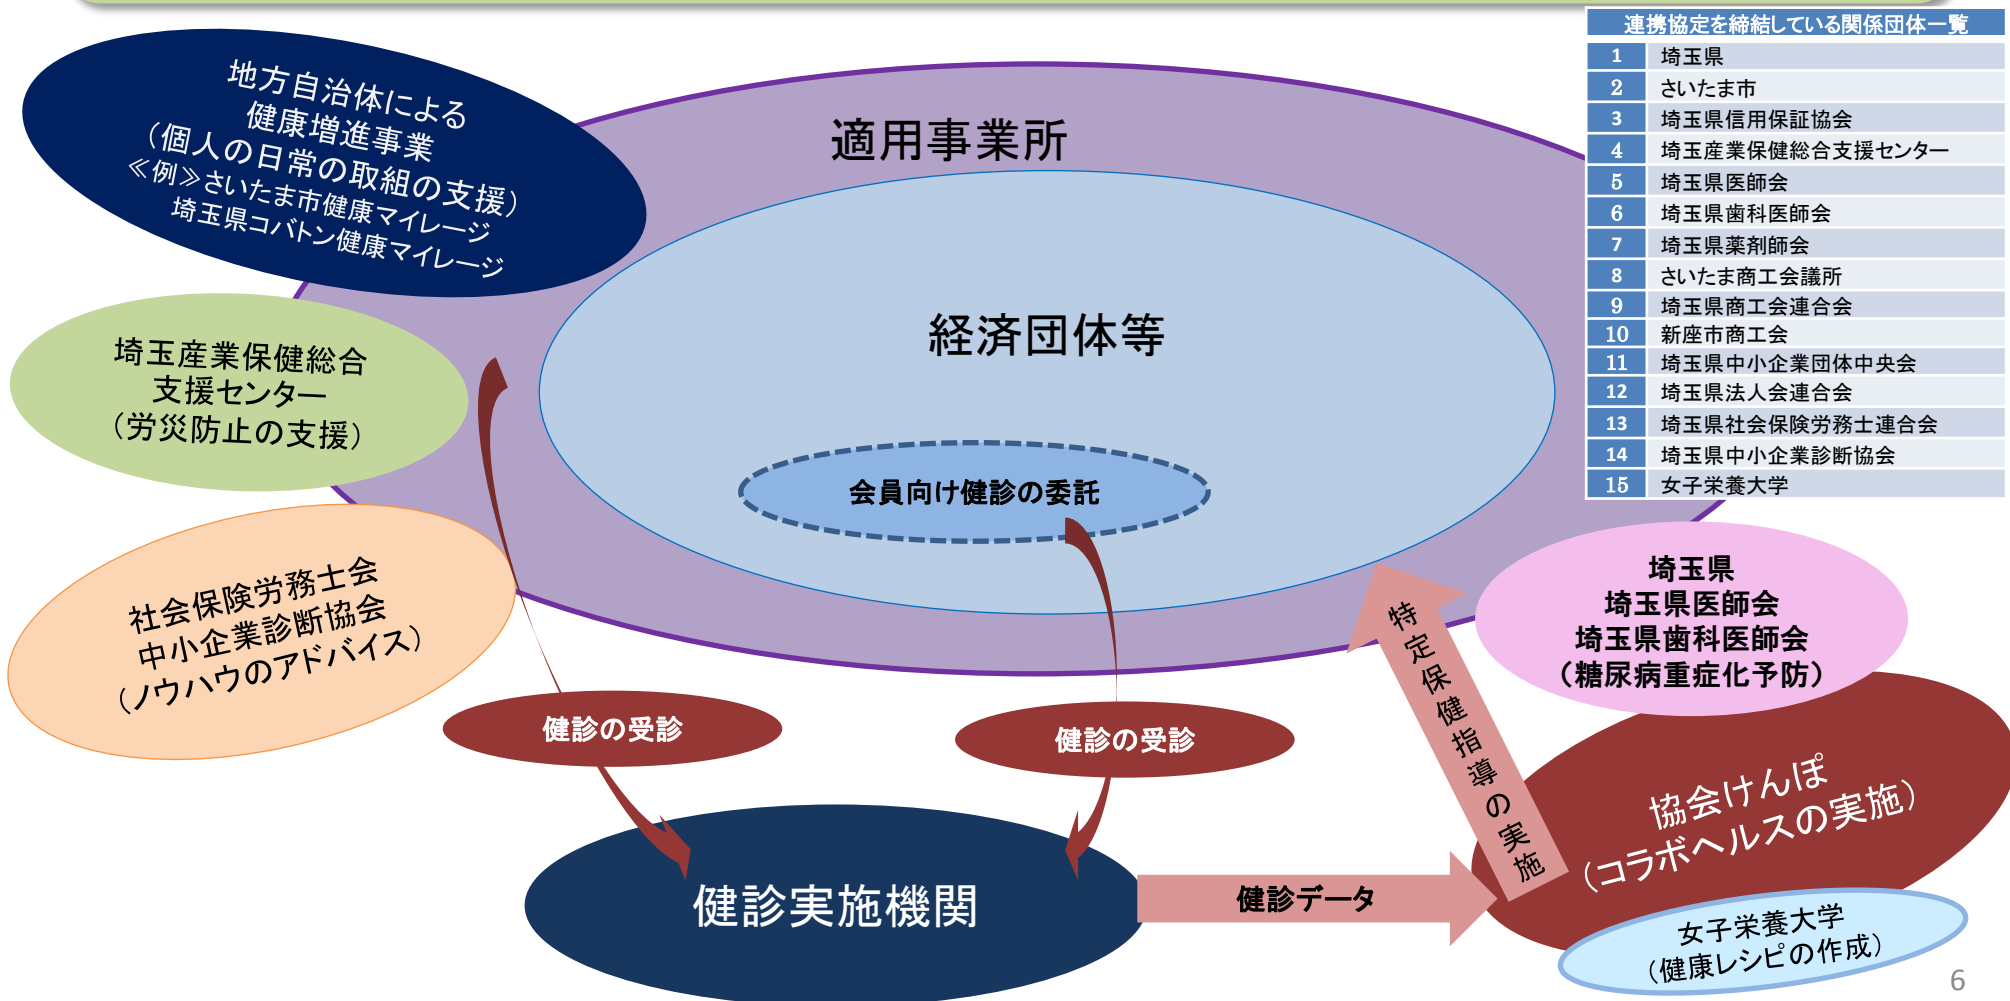 連携協定を締結している関係団体一覧
1 埼玉県
2 さいたま市
3 埼玉県信用保証協会
4 埼玉産業保健総合支援センター
5 埼玉県医師会
6 埼玉県歯科医師会
7 埼玉県薬剤師会
8 さいたま商工会議所
9 埼玉県商工会連合会
10 新座市商工会
11 埼玉県中小企業団体中央会
12 埼玉県法人会連合会
13 埼玉県社会保険労務士連合会
14 埼玉県中小企業診断協会
15 女子栄養大学
地方自治体による
健康増進事業
（個人の日常の取組の支援）
≪例≫さいたま市健康マイレージ
埼玉県コバトン健康マイレージ
適用事業所
経済団体等
会員向け健診の委託
埼玉産業保健総合
支援センター
（労災防止の支援）
社会保険労務士会
中小企業診断協会
（ノウハウのアドバイス）
埼玉県
埼玉県医師会
埼玉県歯科医師会
（糖尿病重症化予防）
特定保健指導の実施
健診の受診
健診の受診
協会けんぽ
（コラボヘルスの実施）
健診実施機関
健診データ
女子栄養大学
（健康レシピの作成）
6